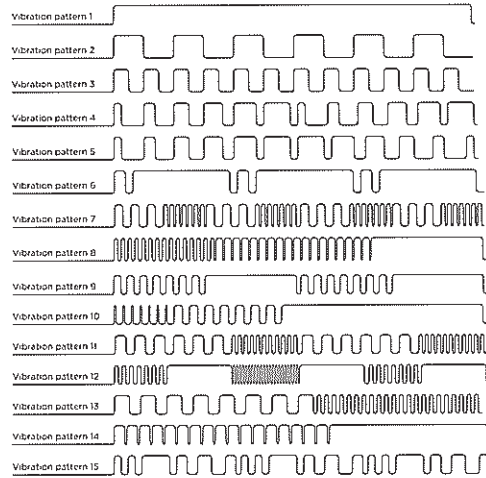 Vibration pattern 1
Vibration pattern 2
Vibration pattern 3
Vibration pattern 4
Vibration pattern 5
Vibration pattern 6
Vibration pattern 7
Vibration pattern 8
Vibration pattern 9
Vibration pattern 10
Vibration pattern 11
Vibration pattern 12
Vibration pattern 13
Vibration pattern 14
Vibration pattern 15